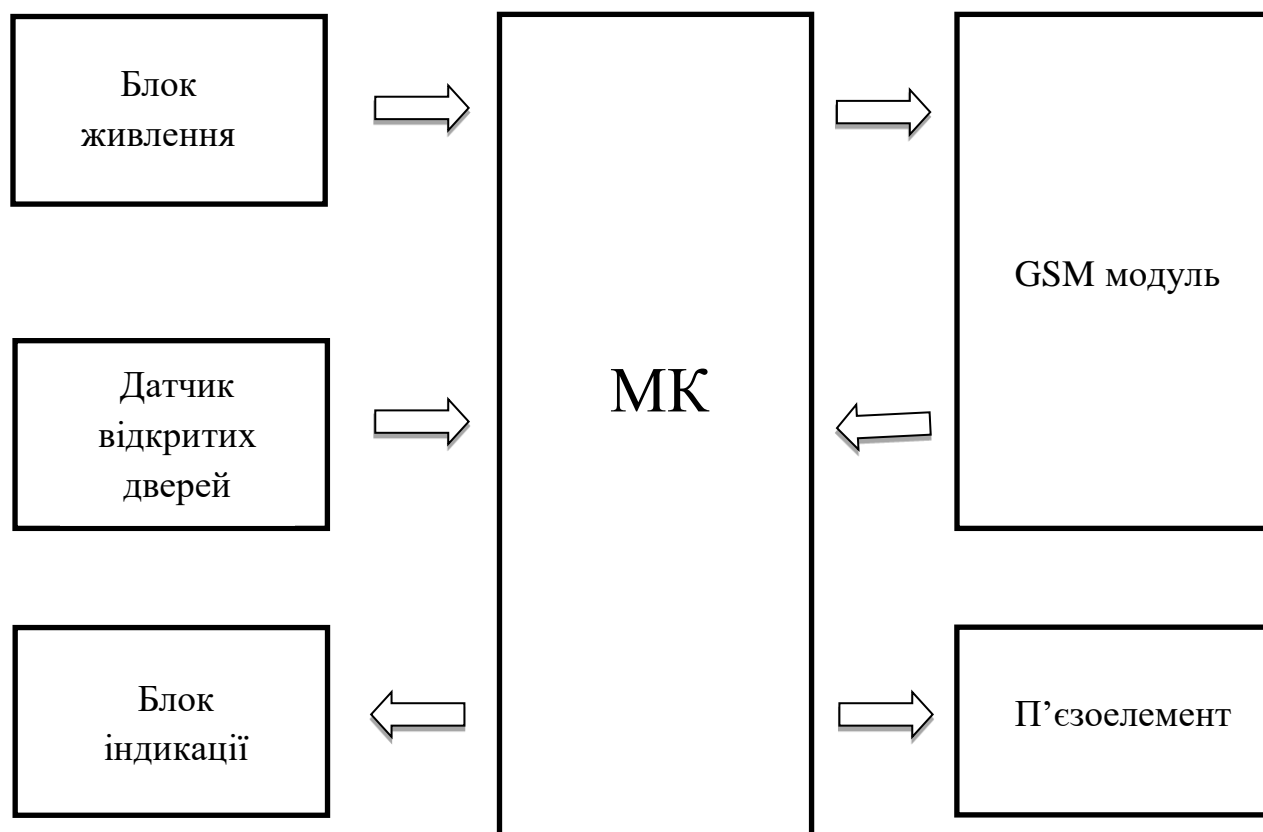 Блок
живлення
Датчик
відкритих
дверей
Блок
індикації
МК
GSM модуль
П’єзоелемент